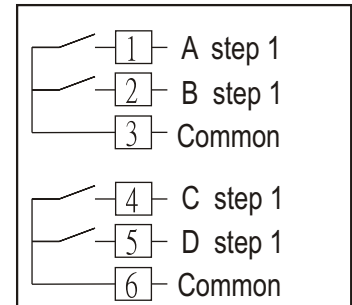 1 A step 1
2 B step 1
3 Common
4 C step 1
5 D step 1
6 Common